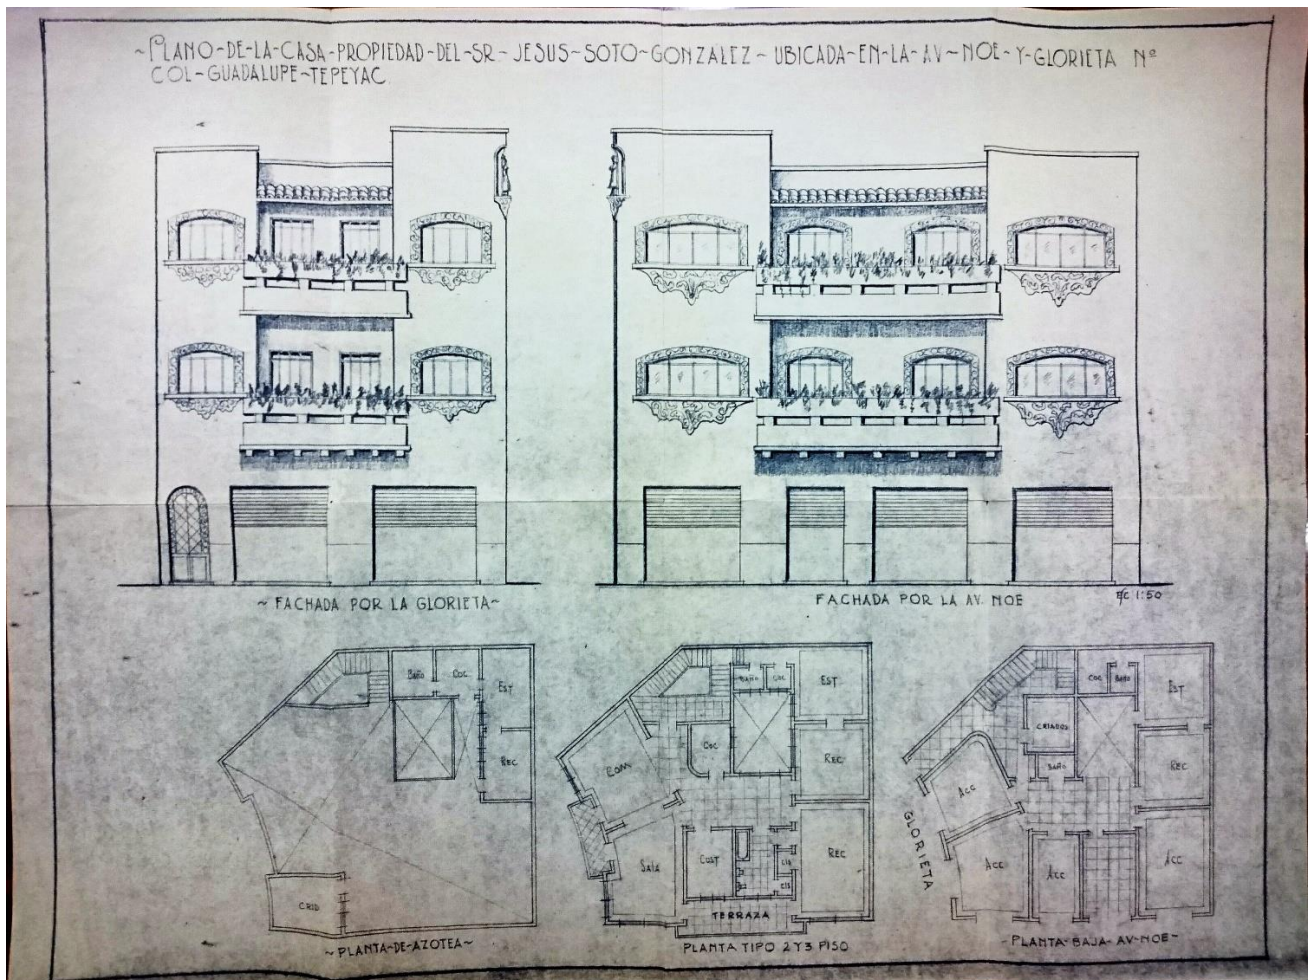 ~PLANO-DE-LA-CASA-PROPIEDAD-DEL-SR-JESUS-SOTO-GONZALEZ-UBICADA-EN-LA-AV-NOE-Y-GLORIETA Nº
COL-GUADALUPE-TEPEYAC
~FACHADA POR LA GLORIETA~
FACHADA POR LA AV. NOE
E/C 1:50
BAÑO
COC
EST
REC
CRID
~PLANTA-DE-AZOTEA~
BAÑO
COC
EST
COM
COC
REC
SALA
CUST
CLS
CLS
REC
TERRAZA
PLANTA TIPO 2 Y 3 PISO
COC
BAÑO
EST
CRIADOS
BAÑO
REC
ACC
GLORIETA
ACC
ACC
ACC
-PLANTA-BAJA-AV-NOE-